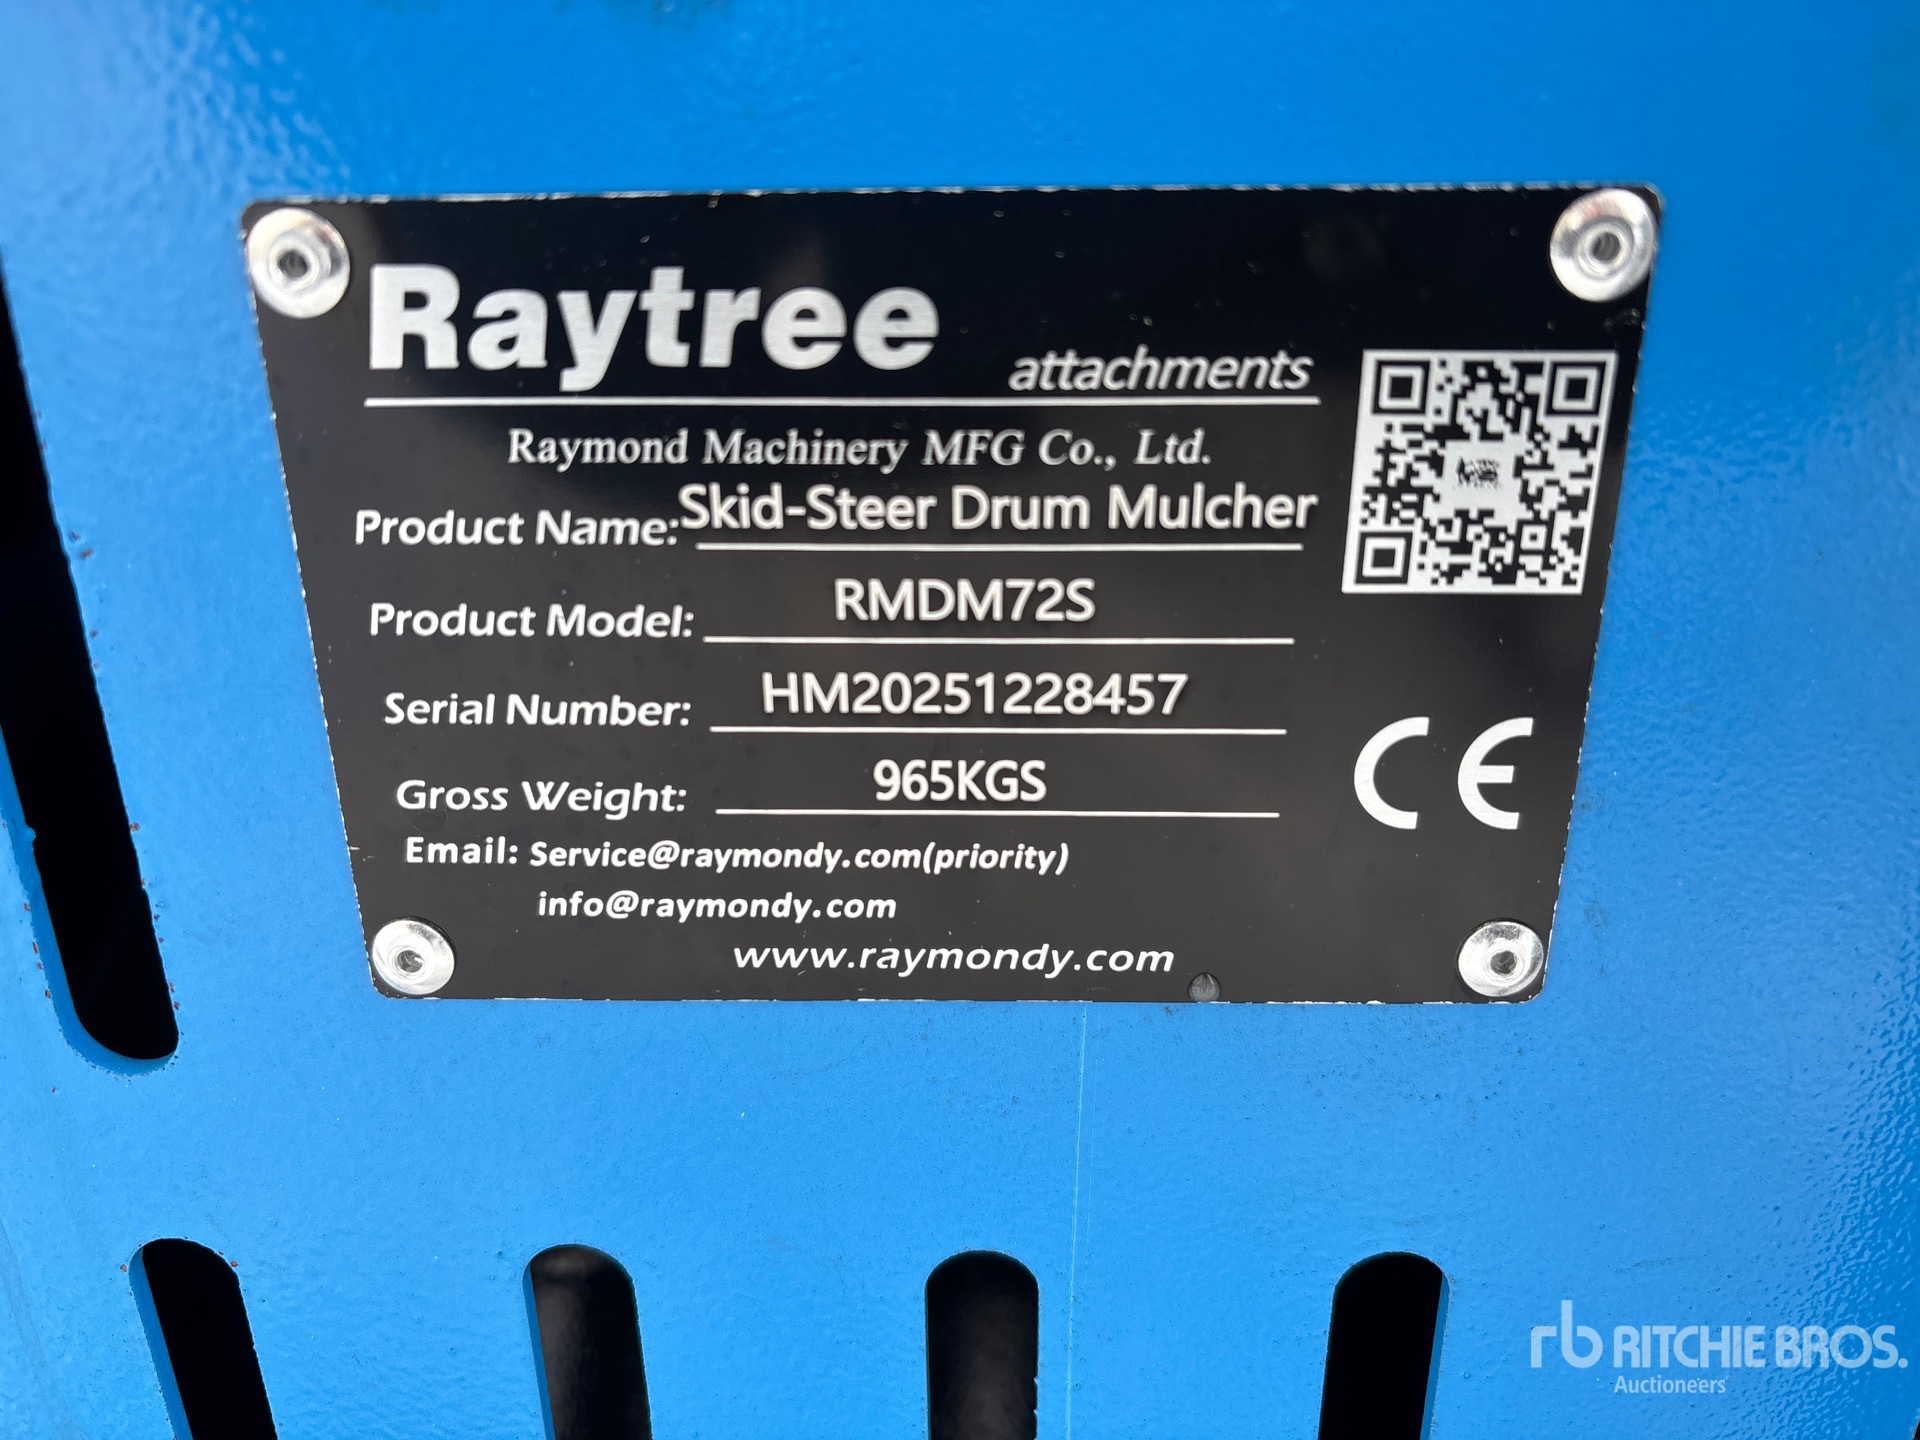 Raytree
attachments
Raymond Machinery MFG Co., Ltd.
Product Name: Skid-Steer Drum Mulcher
Product Model: RMDM72S
Serial Number: HM20251228457
Gross Weight: 965KGS
CE
Email: Service@raymondy.com(priority)
info@raymondy.com
www.raymondy.com
rb RITCHIE BROS.
Auctioneers